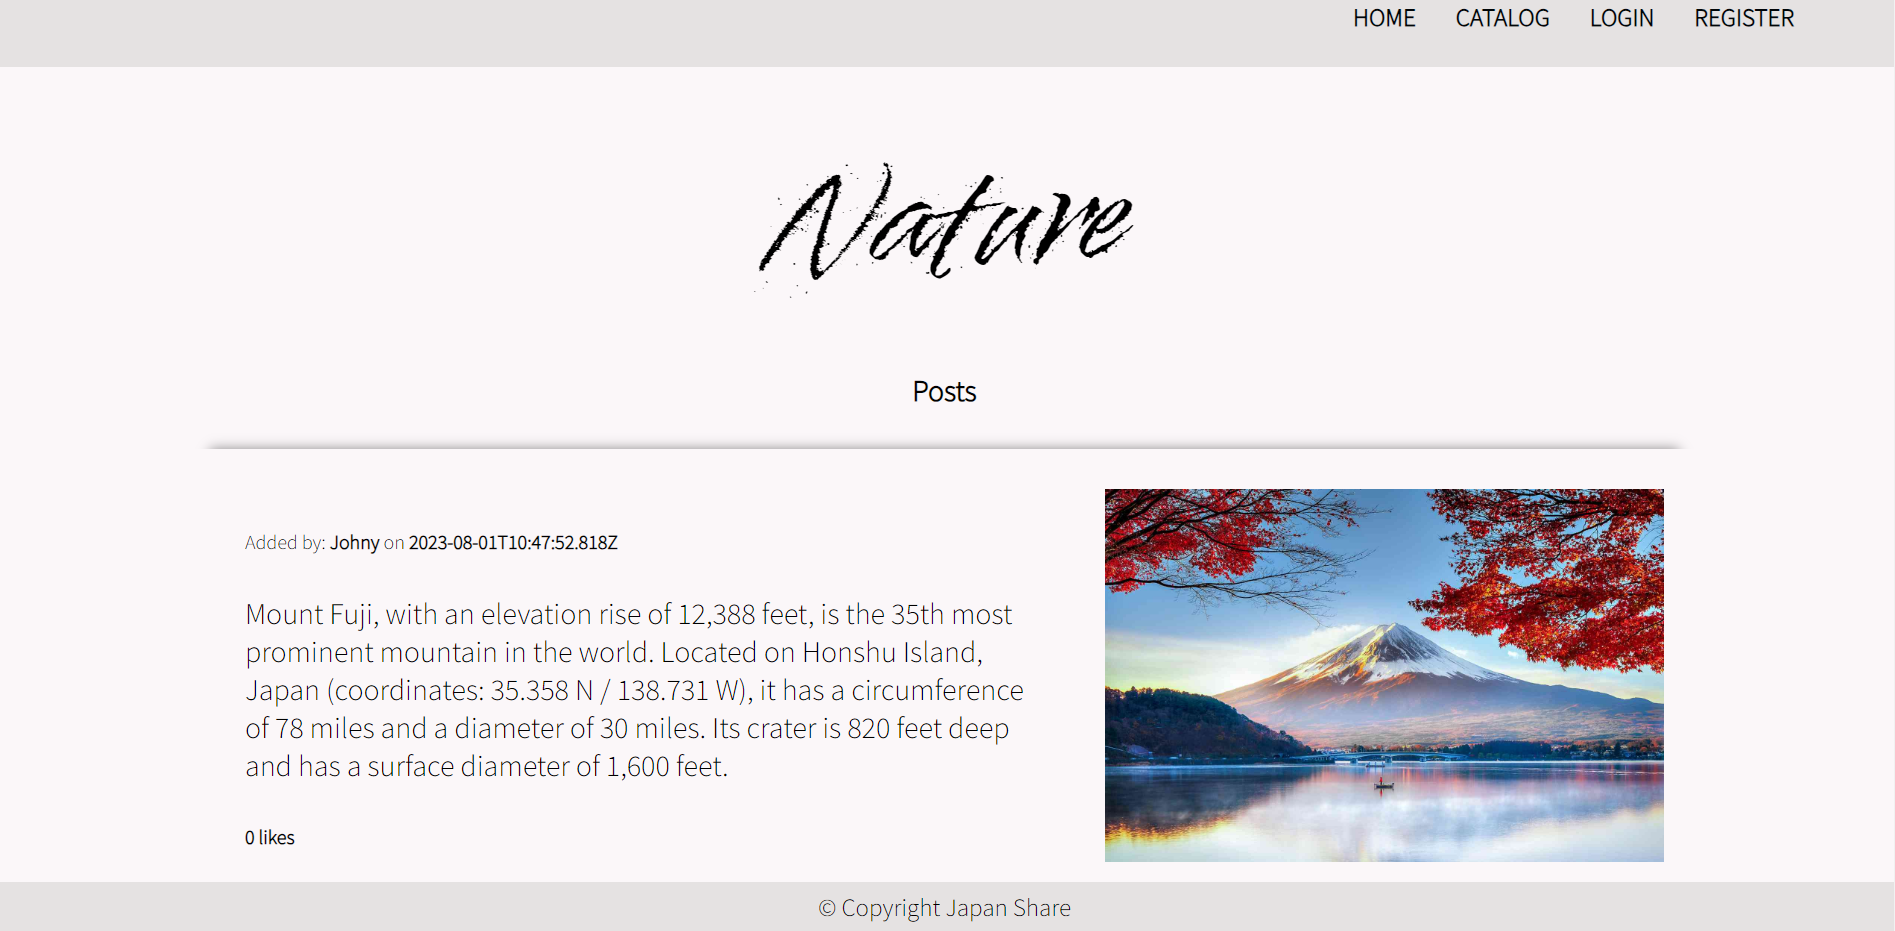 HOME CATALOG LOGIN REGISTER
Nature
Posts
Added by: Johny on 2023-08-01T10:47:52.818Z
Mount Fuji, with an elevation rise of 12,388 feet, is the 35th most
prominent mountain in the world. Located on Honshu Island,
Japan (coordinates: 35.358 N / 138.731 W), it has a circumference
of 78 miles and a diameter of 30 miles. Its crater is 820 feet deep
and has a surface diameter of 1,600 feet.
0 likes
© Copyright Japan Share